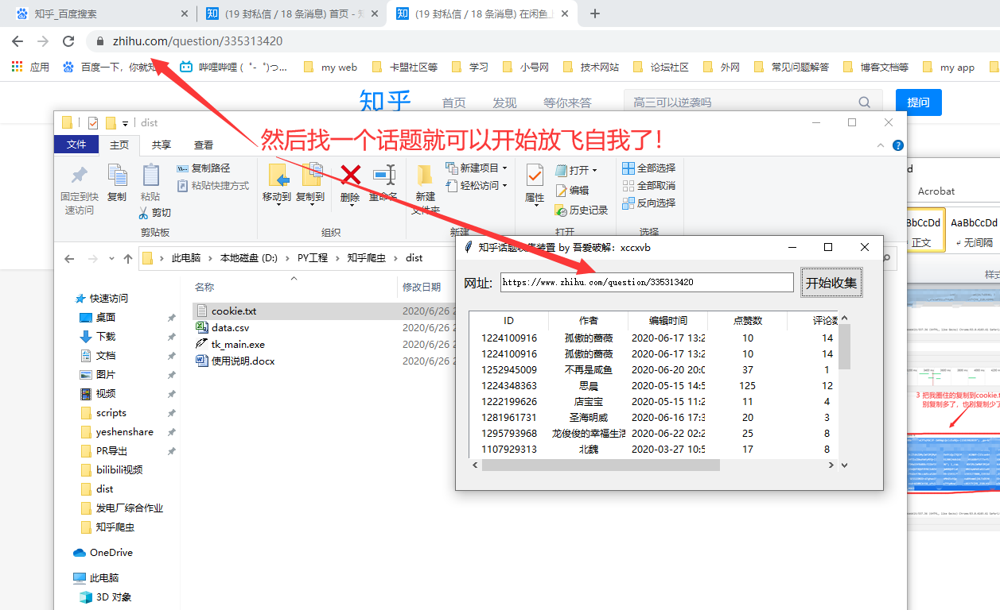 知乎_百度搜索
(19 封私信 / 18 条消息) 首页 - 知
(19 封私信 / 18 条消息) 在闲鱼上
zhihu.com/question/335313420
应用 百度一下，你就知 哔哩哔哩 ( ゜- ゜)つ... my web 卡盟社区等 学习 小号网 技术网站 论坛社区 外网 常见问题解答 博客文档等 my app
知乎 首页 发现 等你来答 高三可以逆袭吗 提问
dist
然后找一个话题就可以开始放飞自我了！
文件 主页 共享 查看
固定到快速访问
复制
粘贴
复制路径
粘贴快捷方式
剪切
剪贴板
移动到 复制到 删除 重命名
组织
新建文件夹
新建项目
轻松访问
新建
属性
打开
编辑
历史记录
打开
全部选择
全部取消
反向选择
选择
Acrobat
BbCcDd AaBbCcDd
正文 无间隔
样式
此电脑 本地磁盘 (D:) PY工程 知乎爬虫 dist
名称 修改日期
cookie.txt 2020/6/26 2
data.csv 2020/6/26 2
tk_main.exe 2020/6/26 2
使用说明.docx 2020/6/26 2
快速访问
桌面
下载
文档
图片
视频
scripts
yeshenshare
PR导出
bilibili视频
dist
发电厂综合作业
知乎爬虫
OneDrive
此电脑
3D 对象
知乎话题收集装置 by 吾爱破解：xccxvb
网址: https://www.zhihu.com/question/335313420 开始收集
ID 作者 编辑时间 点赞数 评论数
1224100916 孤傲的蔷薇 2020-06-17 13:2 10 14
1224100916 孤傲的蔷薇 2020-06-17 13:2 10 14
1252945009 不再是咸鱼 2020-06-20 20:0 37 1
1224348363 思晨 2020-05-15 14:5 125 12
1222199626 店宝宝 2020-05-15 11:2 11 4
1281961731 圣海明威 2020-06-16 17:3 20 3
1295793968 龙俊俊的幸福生活 2020-06-22 02:2 25 8
1107929313 北魏 2020-03-27 10:5 17 8
3 把我圈住的复制到cookie.t
别复制多了，也别复制少了